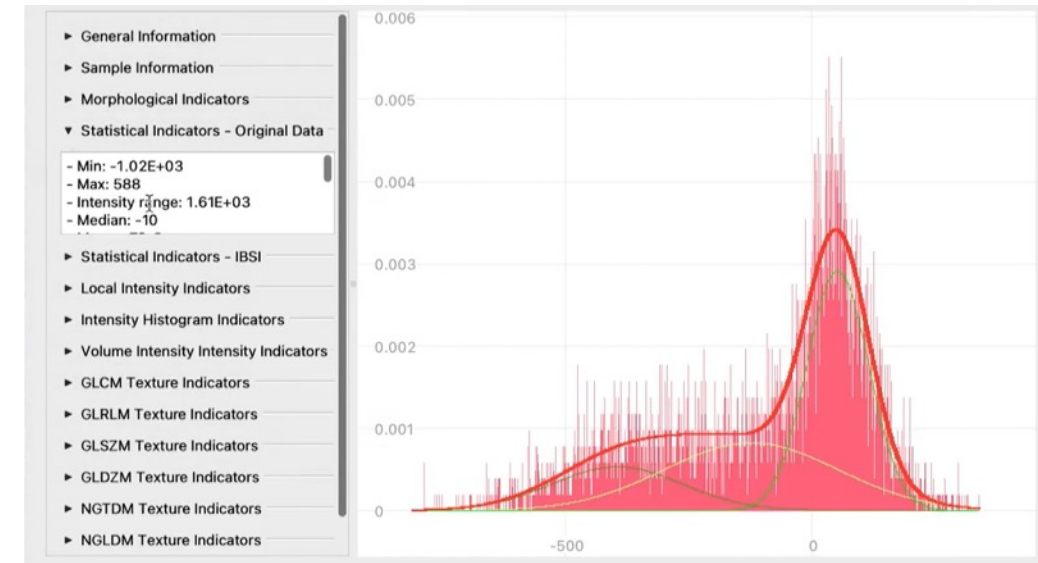 General Information
Sample Information
Morphological Indicators
Statistical Indicators - Original Data
- Min: -1.02E+03
- Max: 588
- Intensity range: 1.61E+03
- Median: -10
Statistical Indicators - IBSI
Local Intensity Indicators
Intensity Histogram Indicators
Volume Intensity Intensity Indicators
GLCM Texture Indicators
GLRLM Texture Indicators
GLSZM Texture Indicators
GLDZM Texture Indicators
NGTDM Texture Indicators
NGLDM Texture Indicators
0.006
0.005
0.004
0.003
0.002
0.001
0
-500 0